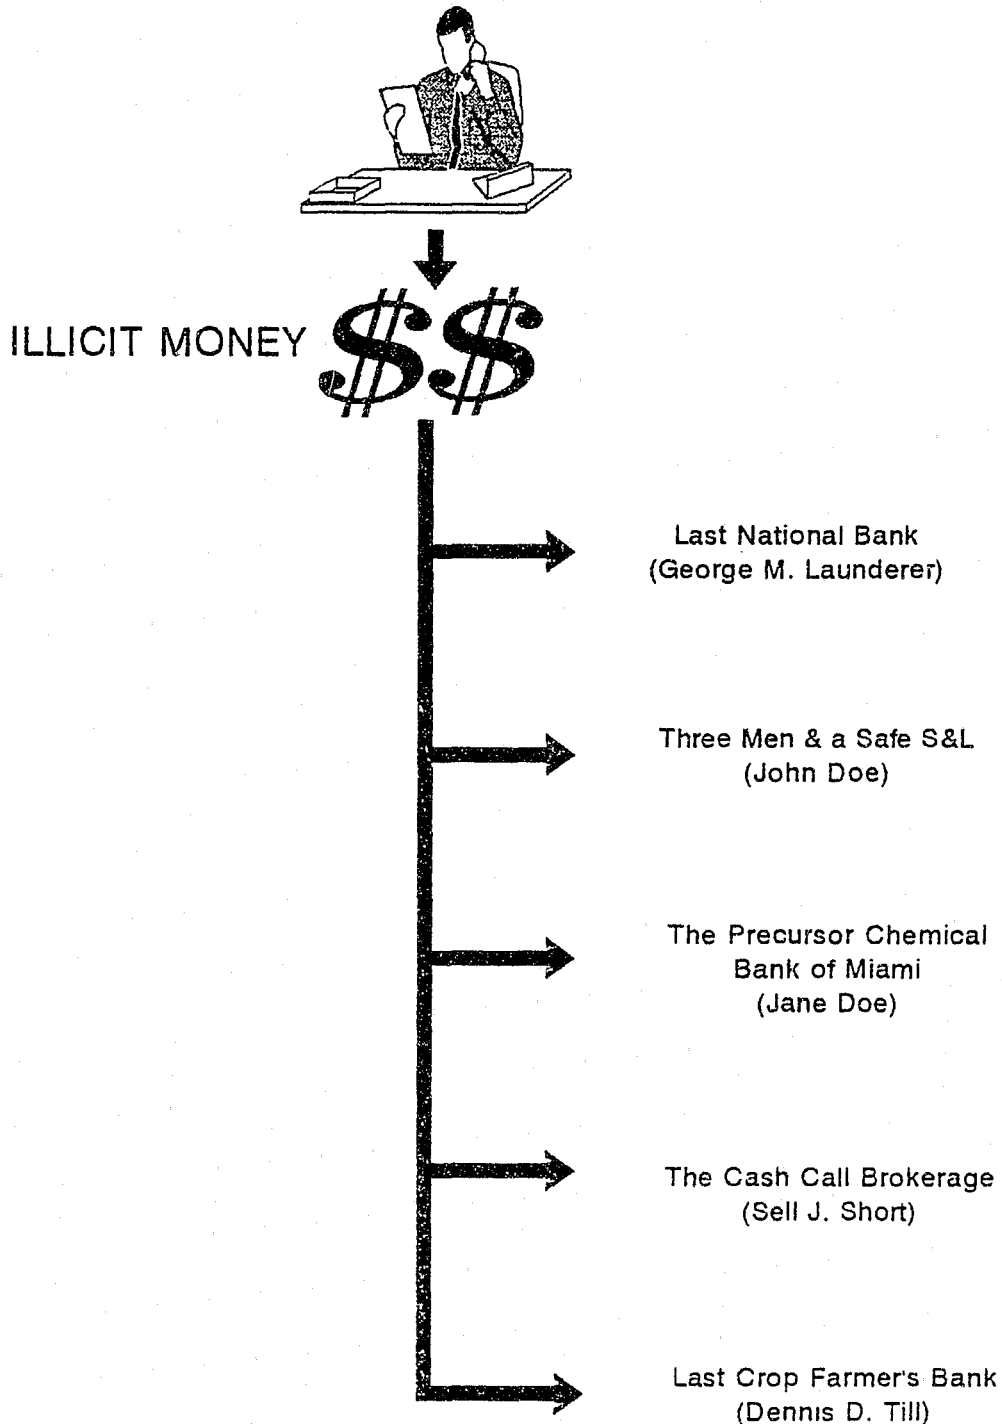 ILLICIT MONEY $$
Last National Bank
(George M. Launderer)
Three Men & a Safe S&L
(John Doe)
The Precursor Chemical
Bank of Miami
(Jane Doe)
The Cash Call Brokerage
(Sell J. Short)
Last Crop Farmer's Bank
(Dennis D. Till)